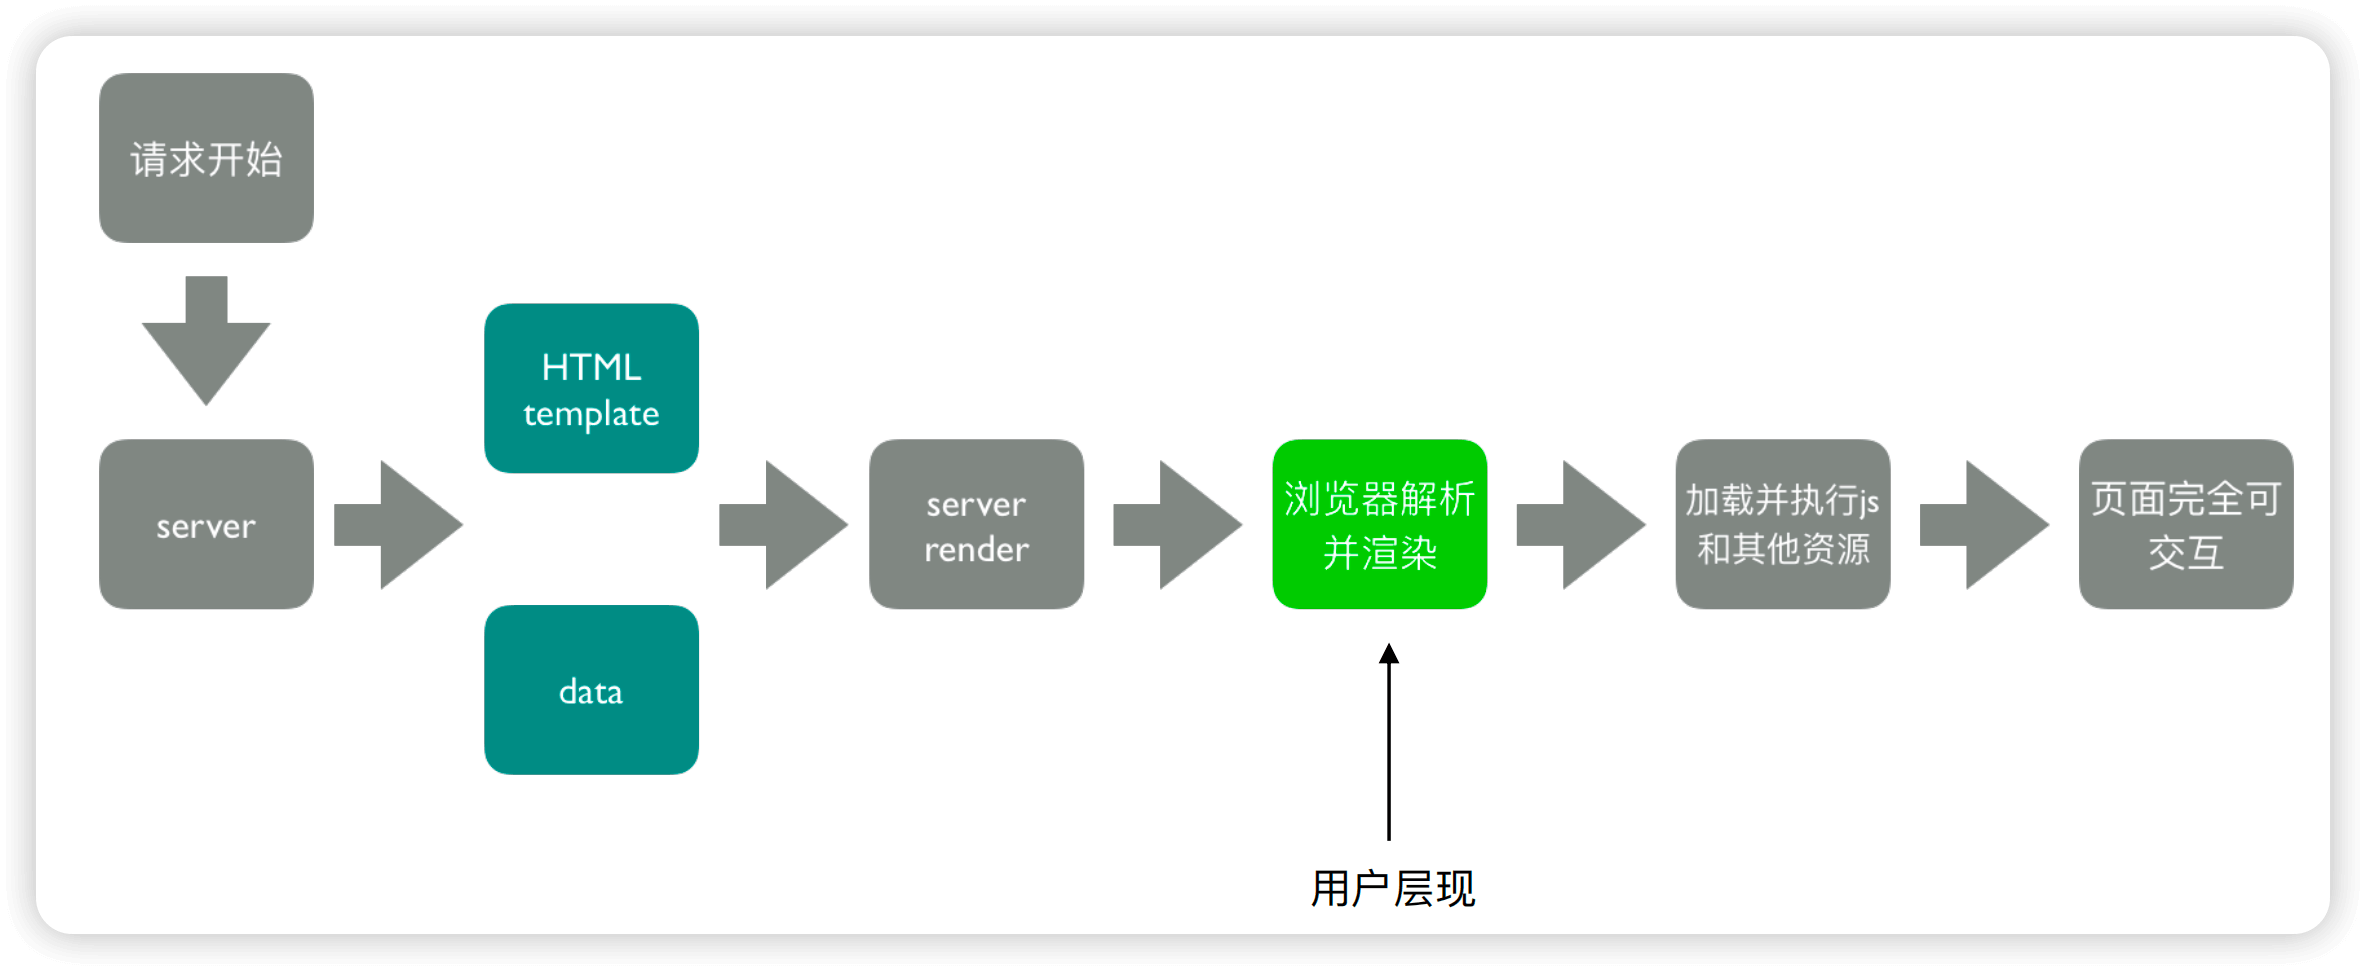 请求开始
server
HTML
template
data
server
render
浏览器解析
并渲染
加载并执行js
和其他资源
页面完全可
交互
用户层现